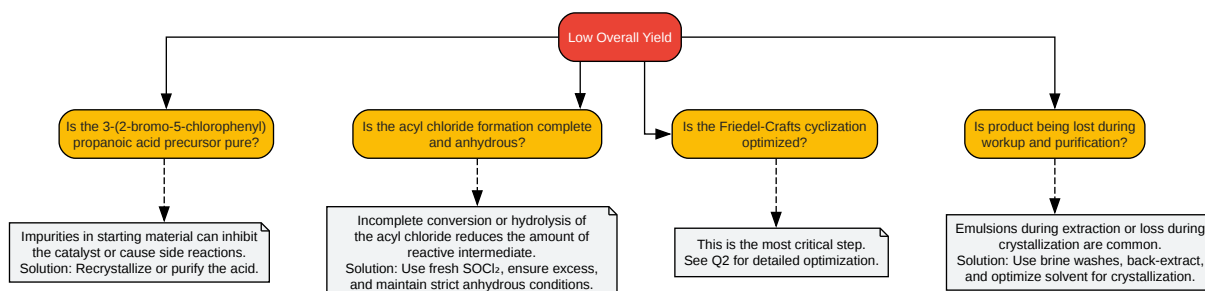 Low Overall Yield
Is the 3-(2-bromo-5-chlorophenyl)
propanoic acid precursor pure?
Is the acyl chloride formation complete
and anhydrous?
Is the Friedel-Crafts cyclization
optimized?
Is product being lost during
workup and purification?
Impurities in starting material can inhibit
the catalyst or cause side reactions.
Solution: Recrystallize or purify the acid.
Incomplete conversion or hydrolysis of
the acyl chloride reduces the amount of
reactive intermediate.
Solution: Use fresh SOCl₂, ensure excess,
and maintain strict anhydrous conditions.
This is the most critical step.
See Q2 for detailed optimization.
Emulsions during extraction or loss during
crystallization are common.
Solution: Use brine washes, back-extract,
and optimize solvent for crystallization.